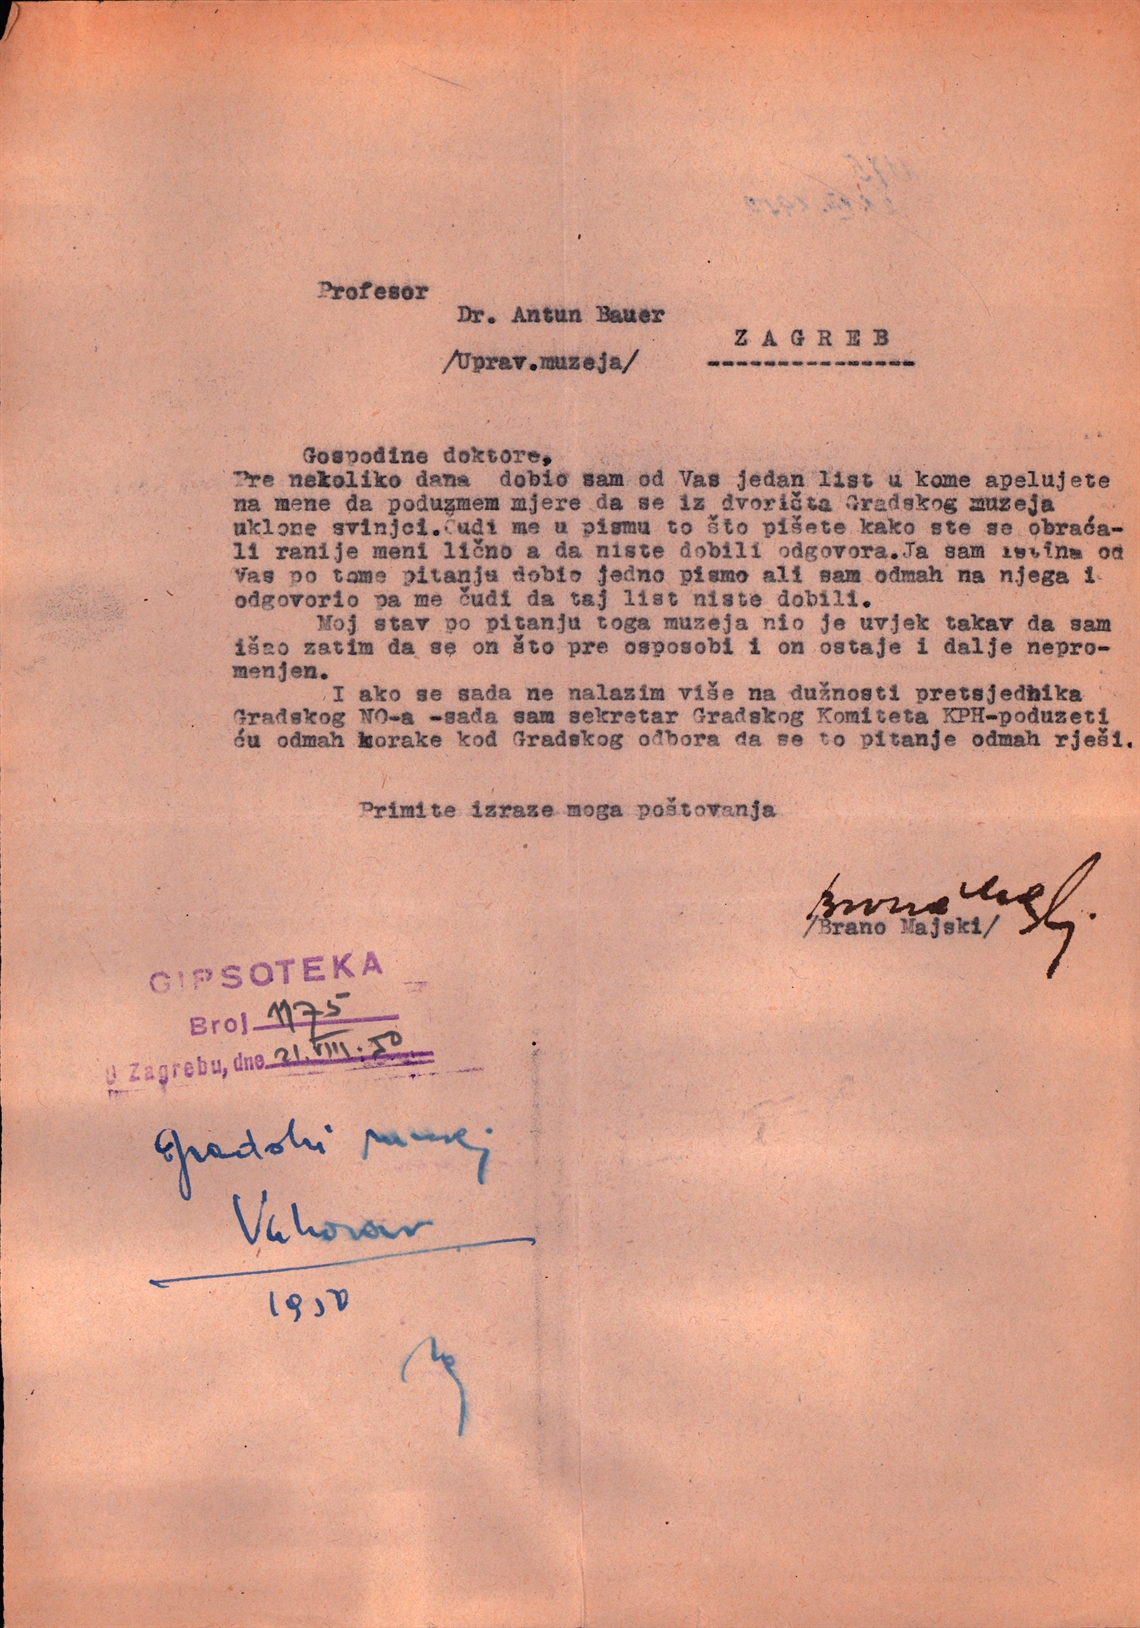 Profesor
Dr. Antun Bauer
Z A G R E B
/Uprav.muzeja/
---------------
Gospodine doktore,
Pre nekoliko dana dobio sam od Vas jedan list u kome apelujete
na mene da poduzmem mjere da se iz dvorišta Gradskog muzeja
uklone svinjci.Čudi me u pismu to što pišete kako ste se obraća-
li ranije meni lično a da niste dobili odgovora.Ja sam istina od
Vas po tome pitanju dobio jedno pismo ali sam odmah na njega i
odgovorio pa me čudi da taj list niste dobili.
Moj stav po pitanju toga muzeja nio je uvjek takav da sam
išao zatim da se on što pre osposobi i on ostaje i dalje nepro-
menjen.
I ako se sada ne nalazim više na dužnosti pretsjednika
Gradskog NO-a -sada sam sekretar Gradskog Komiteta KPH-poduzeti
ću odmah korake kod Gradskog odbora da se to pitanje odmah rješi.
Primite izraze moga poštovanja
/Brano Majski/
GIPSOTEKA
Broj 1175
U Zagrebu, dne 21.VIII.50
Gradski muzej
Vukovar
1950